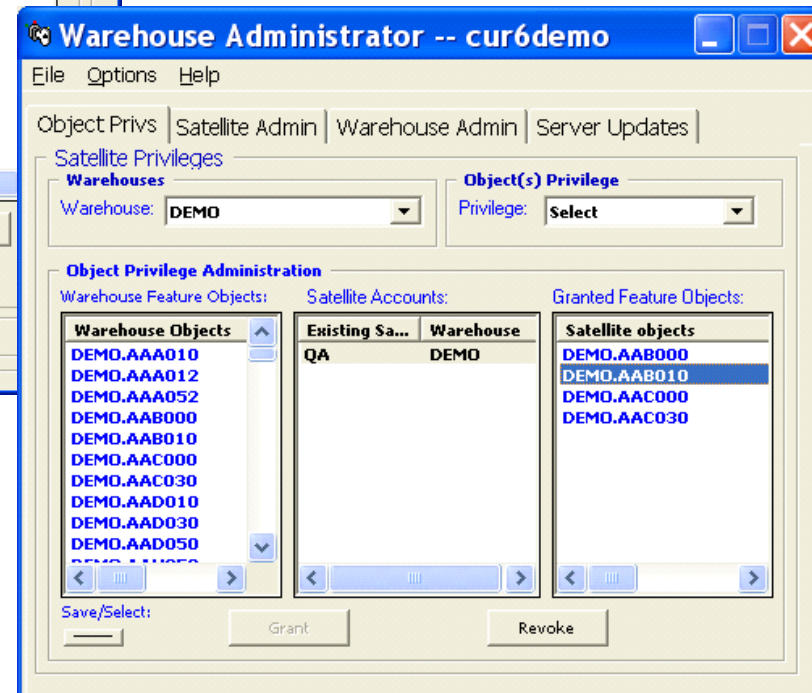 Warehouse Administrator -- cur6demo
File Options Help
Object Privs Satellite Admin Warehouse Admin Server Updates
Satellite Privileges
Warehouses
Warehouse: DEMO
Object(s) Privilege
Privilege: Select
Object Privilege Administration
Warehouse Feature Objects:
Warehouse Objects
DEMO.AAA010
DEMO.AAA012
DEMO.AAA052
DEMO.AAB000
DEMO.AAB010
DEMO.AAC000
DEMO.AAC030
DEMO.AAD010
DEMO.AAD030
DEMO.AAD050
Satellite Accounts:
Existing Sa... Warehouse
QA DEMO
Granted Feature Objects:
Satellite objects
DEMO.AAB000
DEMO.AAB010
DEMO.AAC000
DEMO.AAC030
Save/Select:
Grant
Revoke